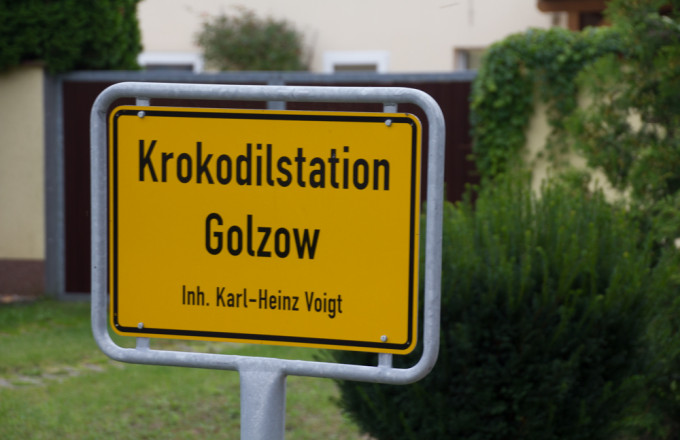 Krokodilstation
Golzow
Inh. Karl-Heinz Voigt